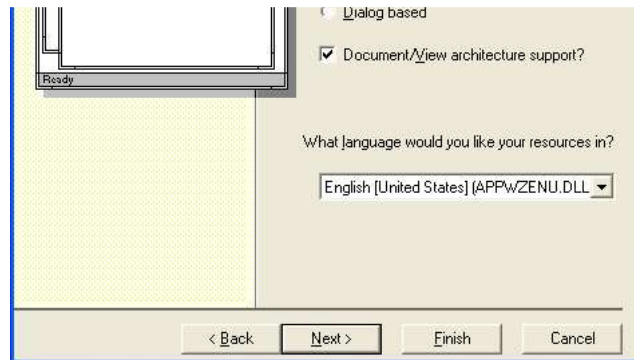 Dialog based
Document/View architecture support?
Ready
What language would you like your resources in?
English [United States] (APPWZENU.DLL
< Back
Next >
Finish
Cancel